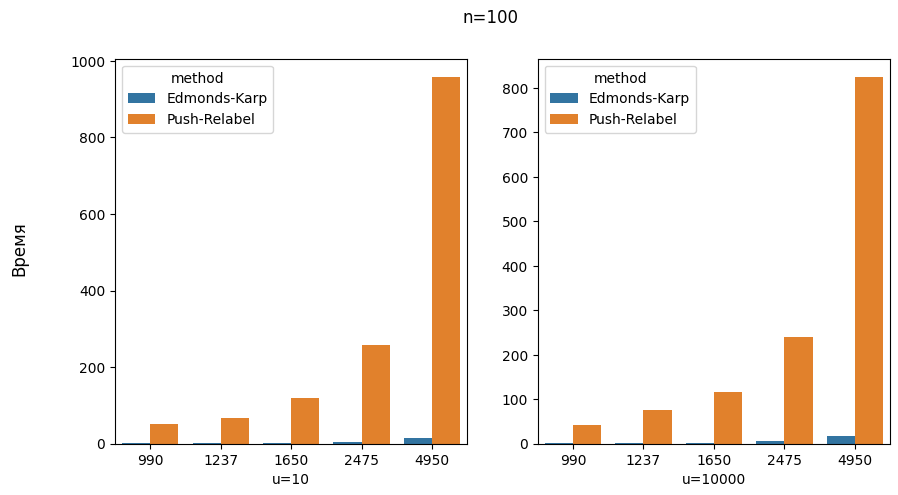 n=100
Время
1000
800
600
400
200
0
method
Edmonds-Karp
Push-Relabel
990 1237 1650 2475 4950
u=10
800
700
600
500
400
300
200
100
0
method
Edmonds-Karp
Push-Relabel
990 1237 1650 2475 4950
u=10000